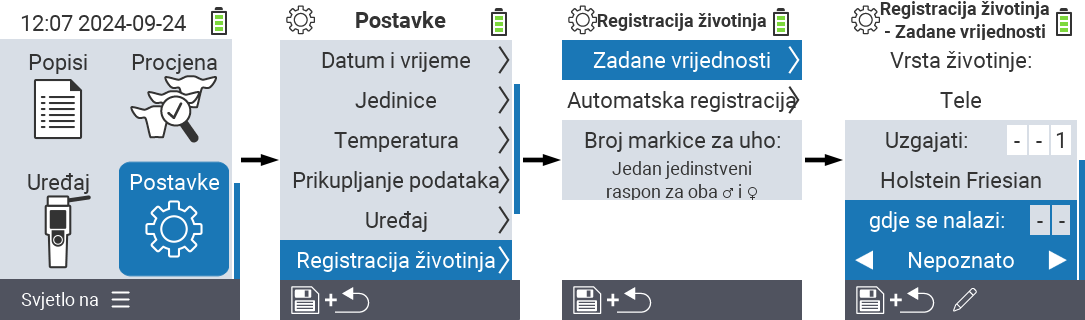 12:07 2024-09-24
Popisi
Procjena
Uređaj
Postavke
Svjetlo na
Postavke
Datum i vrijeme
Jedinice
Temperatura
Prikupljanje podataka
Uređaj
Registracija životinja
+
Registracija životinja
Zadane vrijednosti
Automatska registracija
Broj markice za uho:
Jedan jedinstveni
raspon za oba ♂ i ♀
+
Registracija životinja
- Zadane vrijednosti
Vrsta životinje:
Tele
Uzgajati: - - 1
Holstein Friesian
gdje se nalazi: - -
Nepoznato
+